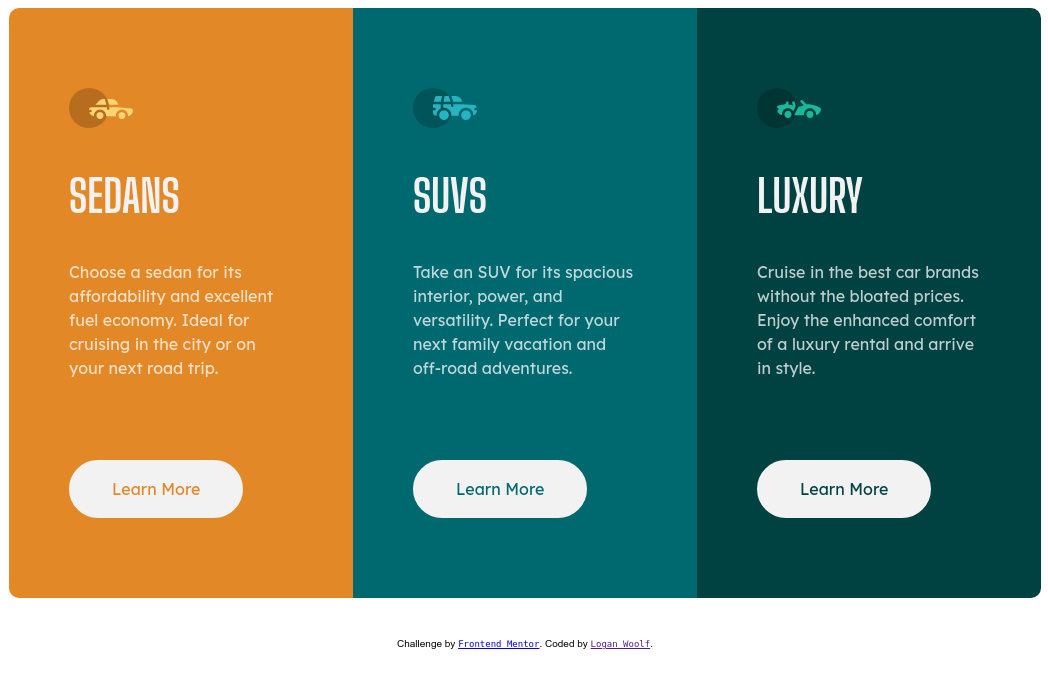 SEDANS
Choose a sedan for its
affordability and excellent
fuel economy. Ideal for
cruising in the city or on
your next road trip.
Learn More
SUVS
Take an SUV for its spacious
interior, power, and
versatility. Perfect for your
next family vacation and
off-road adventures.
Learn More
LUXURY
Cruise in the best car brands
without the bloated prices.
Enjoy the enhanced comfort
of a luxury rental and arrive
in style.
Learn More
Challenge by Frontend Mentor. Coded by Logan Woolf.